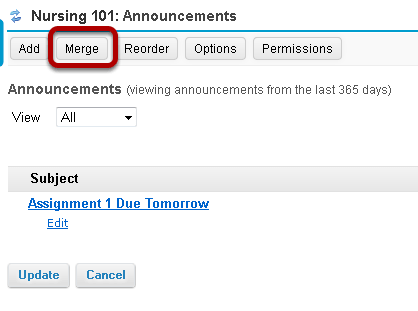 Nursing 101: Announcements
Add Merge Reorder Options Permissions
Announcements (viewing announcements from the last 365 days)
View All
Subject
Assignment 1 Due Tomorrow
Edit
Update Cancel